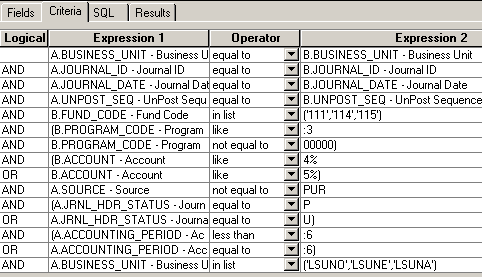 Fields Criteria SQL Results
Logical Expression 1 Operator Expression 2
A.BUSINESS_UNIT - Business U equal to B.BUSINESS_UNIT - Business Unit
AND A.JOURNAL_ID - Journal ID equal to B.JOURNAL_ID - Journal ID
AND A.JOURNAL_DATE - Journal Dat equal to B.JOURNAL_DATE - Journal Date
AND A.UNPOST_SEQ - UnPost Sequ equal to B.UNPOST_SEQ - UnPost Sequence
AND B.FUND_CODE - Fund Code in list ('111','114','115')
AND (B.PROGRAM_CODE - Program like :3
AND B.PROGRAM_CODE - Program not equal to 00000)
AND (B.ACCOUNT - Account like 4%
OR B.ACCOUNT - Account like 5%)
AND A.SOURCE - Source not equal to PUR
AND (A.JRNL_HDR_STATUS - Journ equal to P
OR A.JRNL_HDR_STATUS - Journa equal to U)
AND (A.ACCOUNTING_PERIOD - Ac less than :6
OR A.ACCOUNTING_PERIOD - Acc equal to :6)
AND B.BUSINESS_UNIT - Business U in list ('LSUNO','LSUNE','LSUNA')